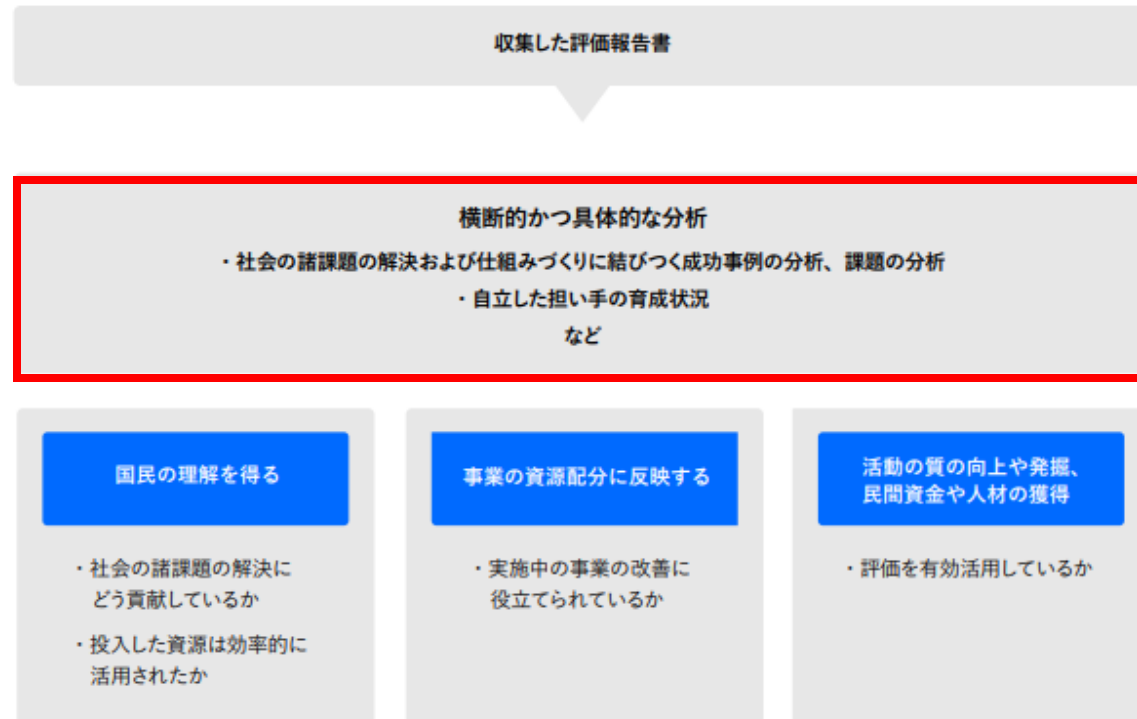 収集した評価報告書
横断的かつ具体的な分析
・社会の諸課題の解決および仕組みづくりに結びつく成功事例の分析、課題の分析
・自立した担い手の育成状況
など
国民の理解を得る
・社会の諸課題の解決に
どう貢献しているか
・投入した資源は効率的に
活用されたか
事業の資源配分に反映する
・実施中の事業の改善に
役立てられているか
活動の質の向上や発掘、
民間資金や人材の獲得
・評価を有効活用しているか